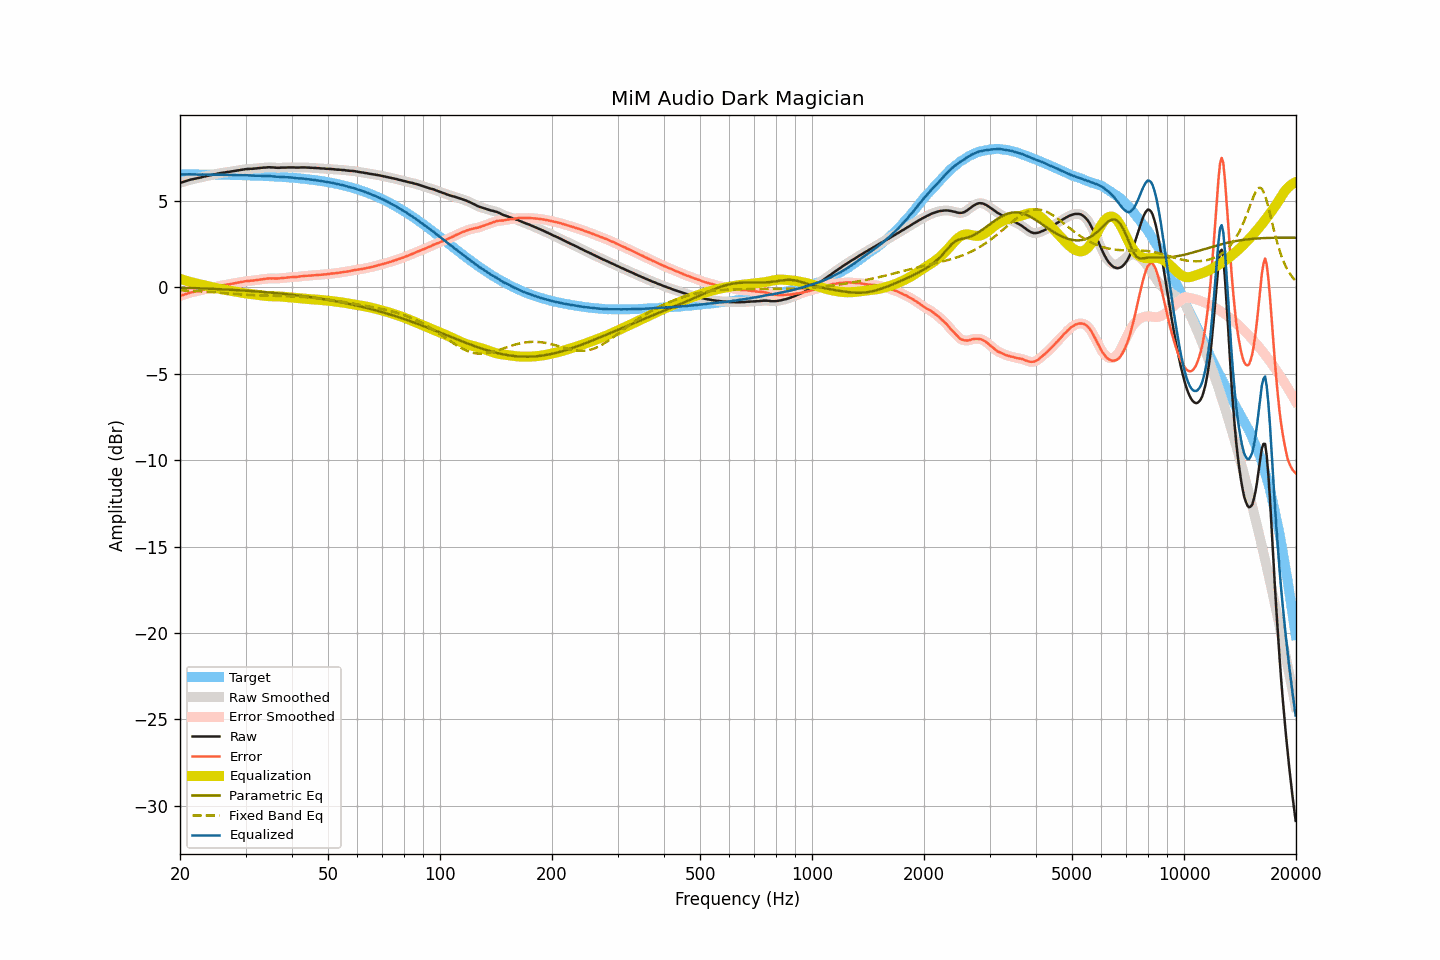 MiM Audio Dark Magician
Amplitude (dBr)
5
0
−5
−10
−15
−20
−25
−30
Target
Raw Smoothed
Error Smoothed
Raw
Error
Equalization
Parametric Eq
Fixed Band Eq
Equalized
20 50 100 200 500 1000 2000 5000 10000 20000
Frequency (Hz)